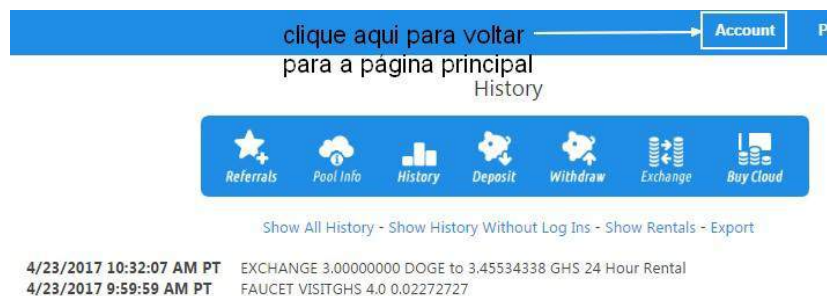 clique aqui para voltar Account P
para a página principal
History
Referrals Pool Info History Deposit Withdraw Exchange Buy Cloud
Show All History - Show History Without Log Ins - Show Rentals - Export
4/23/2017 10:32:07 AM PT EXCHANGE 3.00000000 DOGE to 3.45534338 GHS 24 Hour Rental
4/23/2017 9:59:59 AM PT FAUCET VISITGHS 4.0 0.02272727